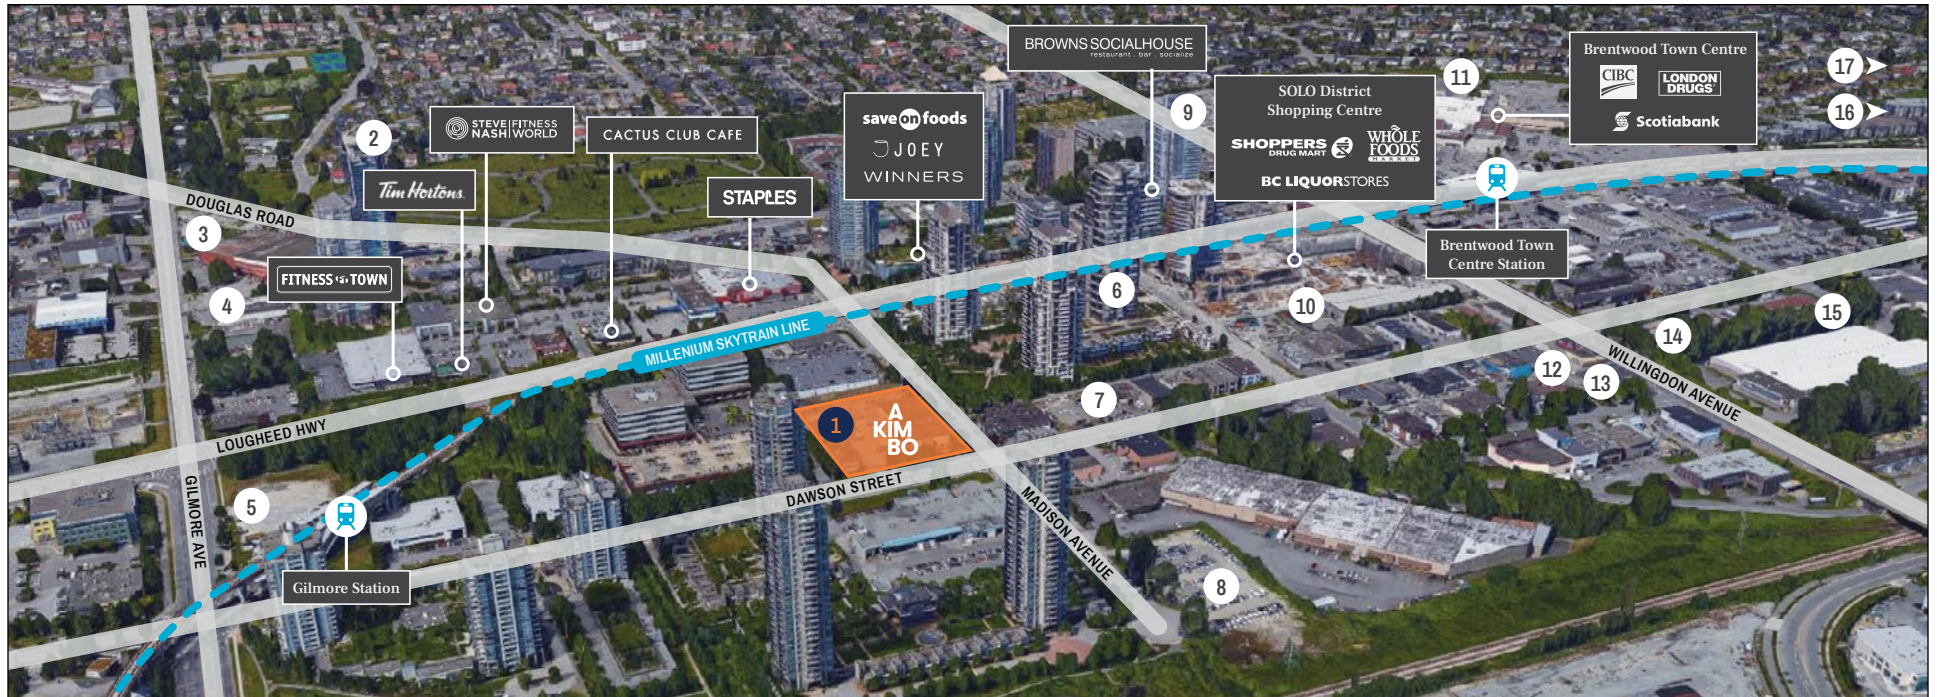 BROWNS SOCIALHOUSE
restaurant . bar . socialize
Brentwood Town Centre
CIBC
LONDON
DRUGS
Scotiabank
17
16
11
SOLO District
Shopping Centre
SHOPPERS
DRUG MART
WHOLE
FOODS
MARKET
BC LIQUORSTORES
9
save on foods
JOEY
WINNERS
STEVE NASH
FITNESS WORLD
CACTUS CLUB CAFE
2
Tim Hortons
STAPLES
DOUGLAS ROAD
3
FITNESS TOWN
4
Brentwood Town
Centre Station
6
10
15
14
12
13
7
MILLENIUM SKYTRAIN LINE
WILLINGDON AVENUE
1
A
KIM
BO
LOUGHEED HWY
GILMORE AVE
DAWSON STREET
MADISON AVENUE
5
8
Gilmore Station